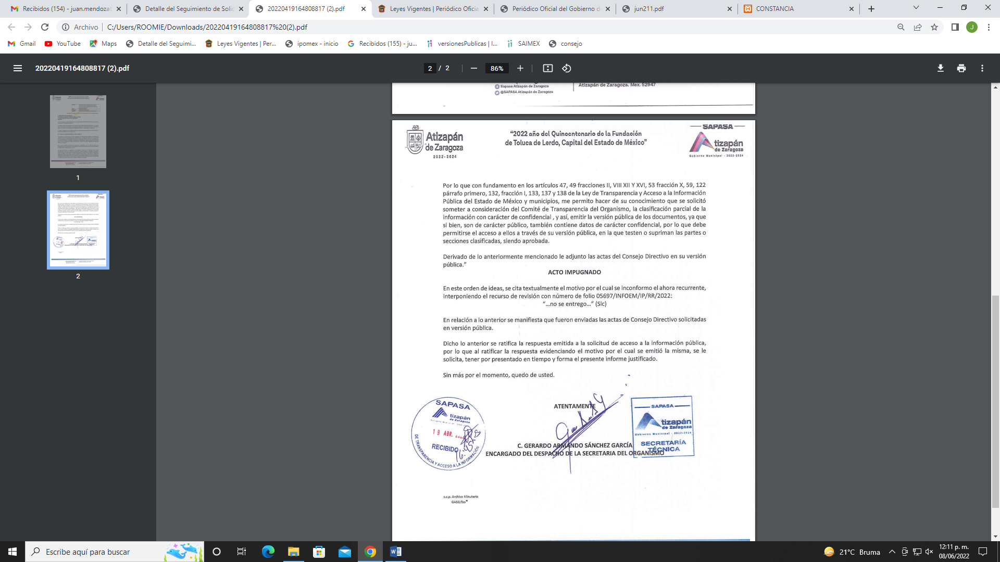 Recibidos (154) - juan.mendoza
Detalle del Seguimiento de Solic
20220419164808817 (2).pdf
Leyes Vigentes | Periódico Oficia
Periódico Oficial del Gobierno d
jun211.pdf
CONSTANCIA
Archivo
C:/Users/ROOMIE/Downloads/20220419164808817%20(2).pdf
J
Gmail
YouTube
Maps
Detalle del Seguimi...
Leyes Vigentes | Per...
ipomex - inicio
Recibidos (155) - ju...
versionesPublicas | I...
SAIMEX
consejo
20220419164808817 (2).pdf
2 / 2
86%
1
2
Sapasa Atizapán de Zaragoza
@SAPASA Atizapán de Zaragoza
Atizapán de Zaragoza. Mex. 52947
Atizapán
de Zaragoza
2022-2024
“2022 año del Quincentenario de la Fundación
de Toluca de Lerdo, Capital del Estado de México”
SAPASA
Atizapán
de Zaragoza
Gobierno Municipal - 2022-2024
Por lo que con fundamento en los artículos 47, 49 fracciones II, VIII XII Y XVI, 53 fracción X, 59, 122
párrafo primero, 132, fracción I, 133, 137 y 138 de la Ley de Transparencia y Acceso a la Información
Pública del Estado de México y municipios, me permito hacer de su conocimiento que se solicitó
someter a consideración del Comité de Transparencia del Organismo, la clasificación parcial de la
información con carácter de confidencial , y así, emitir la versión pública de los documentos, ya que
si bien, son de carácter público, también contiene datos de carácter confidencial, por lo que debe
permitirse el acceso a ellos a través de su versión pública, en la que testen o supriman las partes o
secciones clasificadas, siendo aprobada.
Derivado de lo anteriormente mencionado le adjunto las actas del Consejo Directivo en su versión
pública.”
ACTO IMPUGNADO
En este orden de ideas, se cita textualmente el motivo por el cual se inconformo el ahora recurrente,
interponiendo el recurso de revisión con número de folio 05697/INFOEM/IP/RR/2022:
“...no se entrego...” (Sic)
En relación a lo anterior se manifiesta que fueron enviadas las actas de Consejo Directivo solicitadas
en versión pública.
Dicho lo anterior se ratifica la respuesta emitida a la solicitud de acceso a la información pública,
por lo que al ratificar la respuesta evidenciando el motivo por el cual se emitió la misma, se le
solicita, tener por presentado en tiempo y forma el presente informe justificado.
Sin más por el momento, quedo de usted.
SAPASA
Atizapán
de Zaragoza
19 ABR.
RECIBIDO
DE TRANSPARENCIA Y ACCESO A LA INFORMACIÓN
ATENTAMENTE
C. GERARDO ARMANDO SÁNCHEZ GARCÍA
ENCARGADO DEL DESPACHO DE LA SECRETARIA DEL ORGANISMO
SAPASA
Atizapán
de Zaragoza
Gobierno Municipal - 2022-2024
SECRETARÍA
TÉCNICA
c.c.p. Archivo Minutario
GASG/fzo*
Escribe aquí para buscar
21°C Bruma
12:11 p. m.
08/06/2022